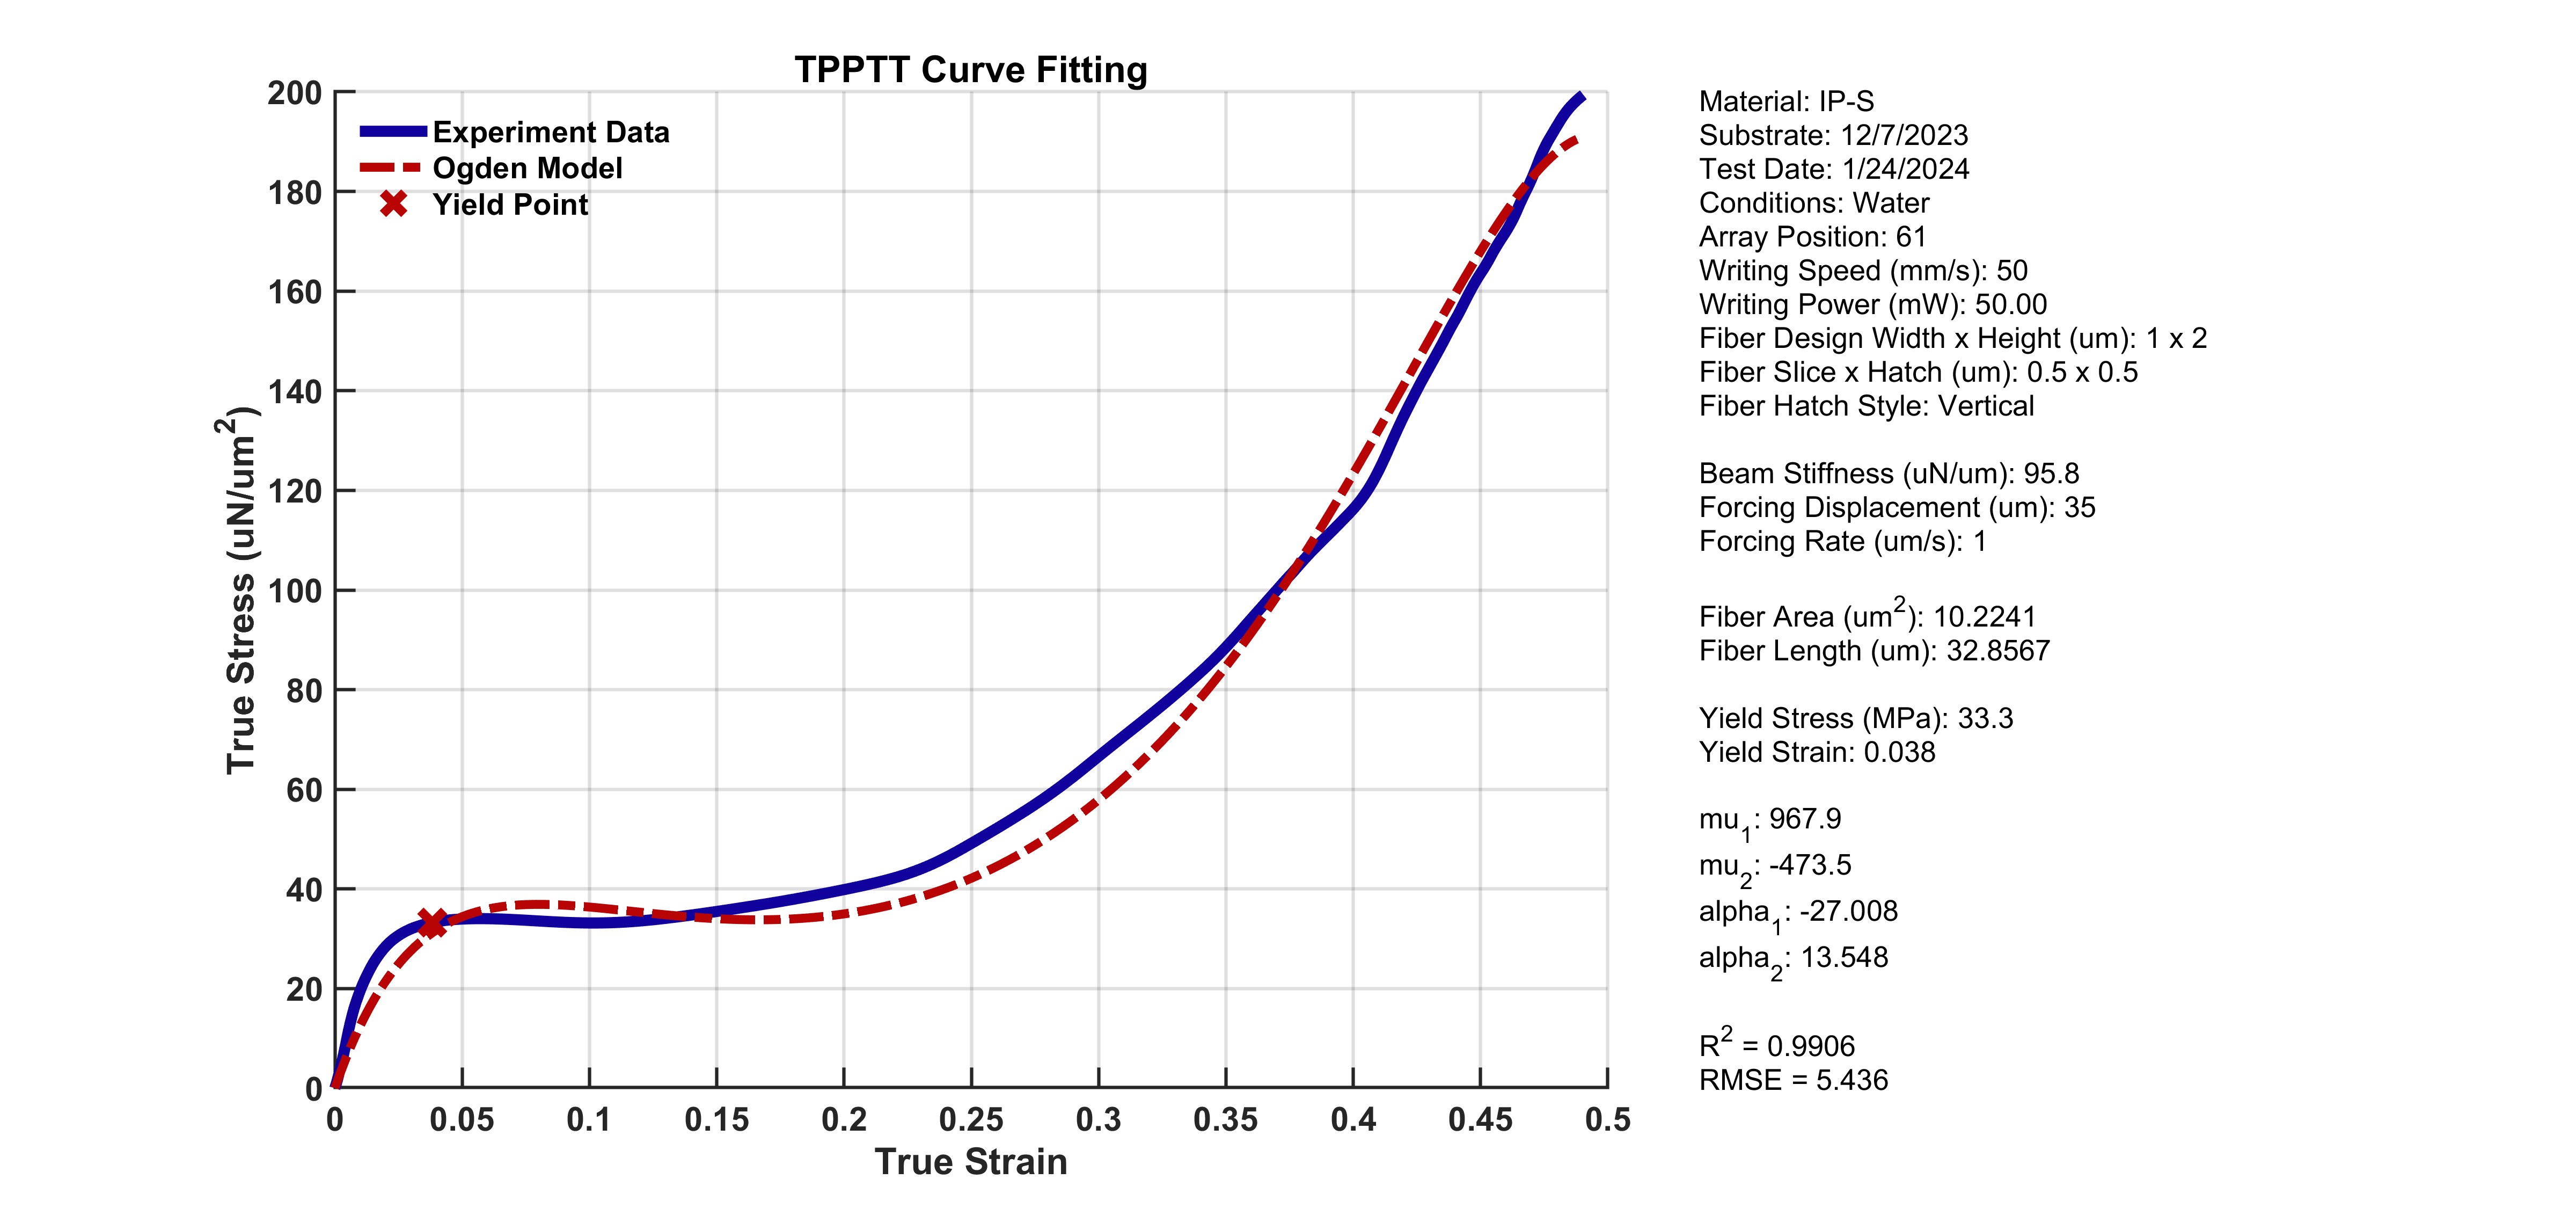 TPPTT Curve Fitting
200
180
160
140
120
100
80
60
40
20
0
True Stress (uN/um²)
Experiment Data
Ogden Model
Yield Point
0 0.05 0.1 0.15 0.2 0.25 0.3 0.35 0.4 0.45 0.5
True Strain
Material: IP-S
Substrate: 12/7/2023
Test Date: 1/24/2024
Conditions: Water
Array Position: 61
Writing Speed (mm/s): 50
Writing Power (mW): 50.00
Fiber Design Width x Height (um): 1 x 2
Fiber Slice x Hatch (um): 0.5 x 0.5
Fiber Hatch Style: Vertical
Beam Stiffness (uN/um): 95.8
Forcing Displacement (um): 35
Forcing Rate (um/s): 1
Fiber Area (um²): 10.2241
Fiber Length (um): 32.8567
Yield Stress (MPa): 33.3
Yield Strain: 0.038
mu₁: 967.9
mu₂: -473.5
alpha₁: -27.008
alpha₂: 13.548
R² = 0.9906
RMSE = 5.436